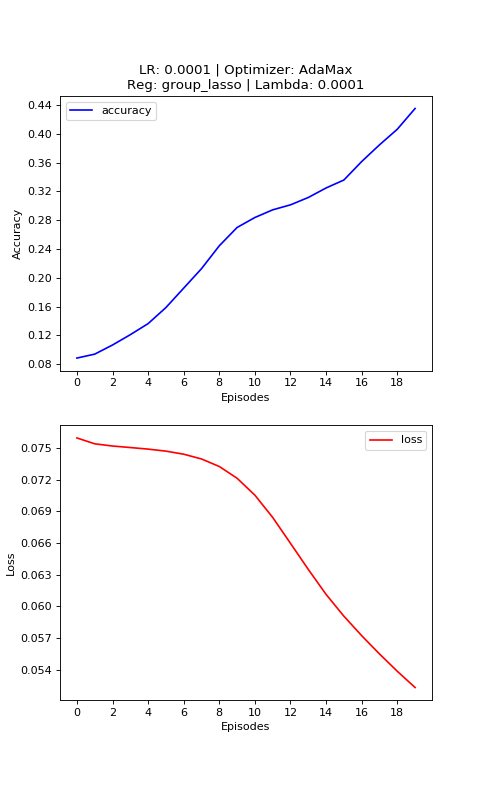 LR: 0.0001 | Optimizer: AdaMax
Reg: group_lasso | Lambda: 0.0001
accuracy
0.44
0.40
0.36
0.32
0.28
0.24
0.20
0.16
0.12
0.08
Accuracy
0 2 4 6 8 10 12 14 16 18
Episodes
loss
0.075
0.072
0.069
0.066
0.063
0.060
0.057
0.054
Loss
0 2 4 6 8 10 12 14 16 18
Episodes